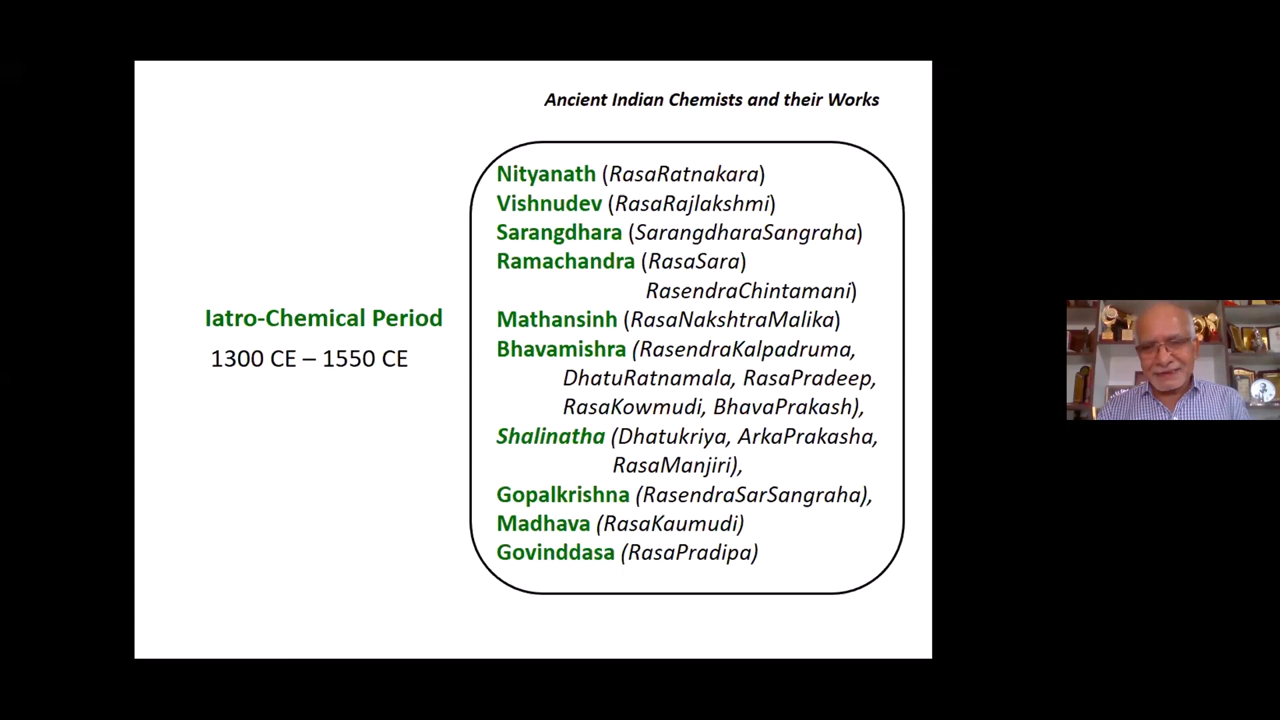 Ancient Indian Chemists and their Works
Iatro-Chemical Period
1300 CE – 1550 CE
Nityanath (RasaRatnakara)
Vishnudev (RasaRajlakshmi)
Sarangdhara (SarangdharaSangraha)
Ramachandra (RasaSara)
RasendraChintamani)
Mathansinh (RasaNakshtraMalika)
Bhavamishra (RasendraKalpadruma,
DhatuRatnamala, RasaPradeep,
RasaKowmudi, BhavaPrakash),
Shalinatha (Dhatukriya, ArkaPrakasha,
RasaManjiri),
Gopalkrishna (RasendraSarSangraha),
Madhava (RasaKaumudi)
Govinddasa (RasaPradipa)